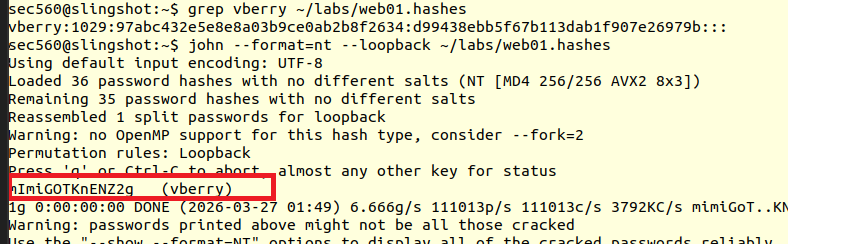 sec560@slingshot:~$ grep vberry ~/labs/web01.hashes
vberry:1029:97abc432e5e8e8a03b9ce0ab2b8f2634:d99438ebb5f67b113dab1f907e26979b:::
sec560@slingshot:~$ john --format=nt --loopback ~/labs/web01.hashes
Using default input encoding: UTF-8
Loaded 36 password hashes with no different salts (NT [MD4 256/256 AVX2 8x3])
Remaining 35 password hashes with no different salts
Reassembled 1 split passwords for loopback
Warning: no OpenMP support for this hash type, consider --fork=2
Permutation rules: Loopback
Press 'q' or Ctrl-C to abort, almost any other key for status
(vberry)
1g 0:00:00:00 DONE (2026-03-27 01:49) 6.666g/s 111013p/s 111013c/s 3792KC/s mimiGoT..KN
Warning: passwords printed above might not be all those cracked
Use the "--show --format=NT" options to display all of the cracked passwords reliably